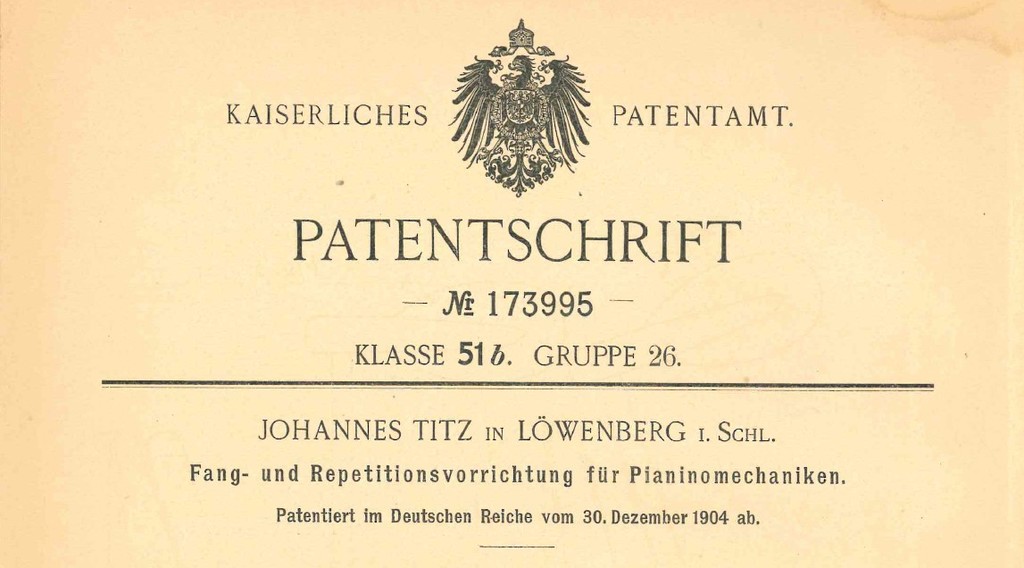 KAISERLICHES PATENTAMT.
PATENTSCHRIFT
— № 173995 —
KLASSE 51b. GRUPPE 26.
JOHANNES TITZ IN LÖWENBERG I. SCHL.
Fang- und Repetitionsvorrichtung für Pianinomechaniken.
Patentiert im Deutschen Reiche vom 30. Dezember 1904 ab.